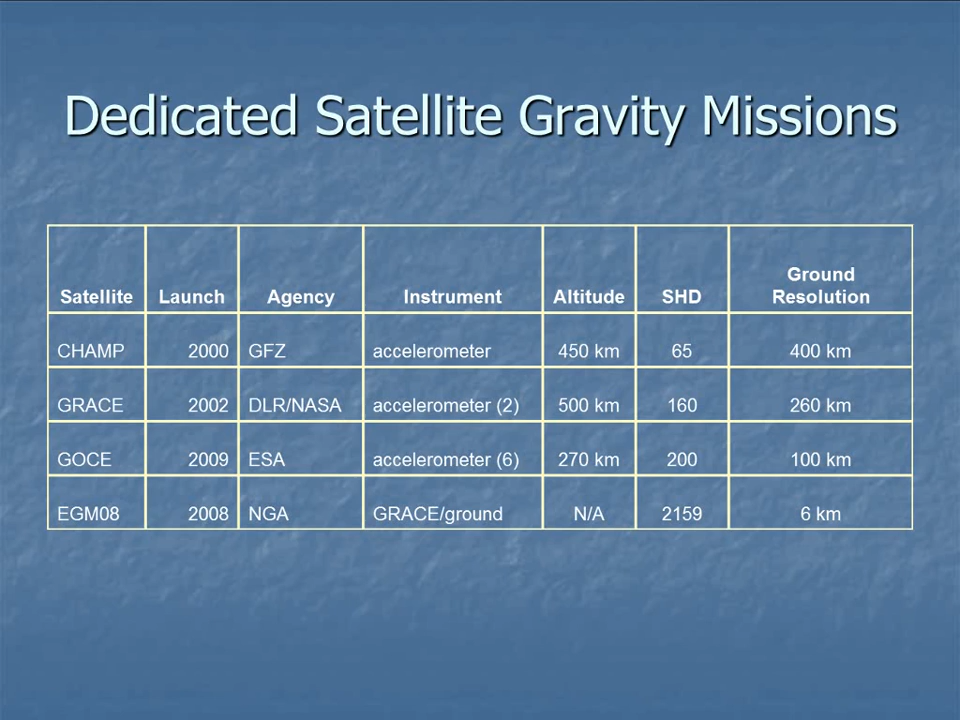 Dedicated Satellite Gravity Missions
Satellite Launch Agency Instrument Altitude SHD Ground Resolution
CHAMP 2000 GFZ accelerometer 450 km 65 400 km
GRACE 2002 DLR/NASA accelerometer (2) 500 km 160 260 km
GOCE 2009 ESA accelerometer (6) 270 km 200 100 km
EGM08 2008 NGA GRACE/ground N/A 2159 6 km